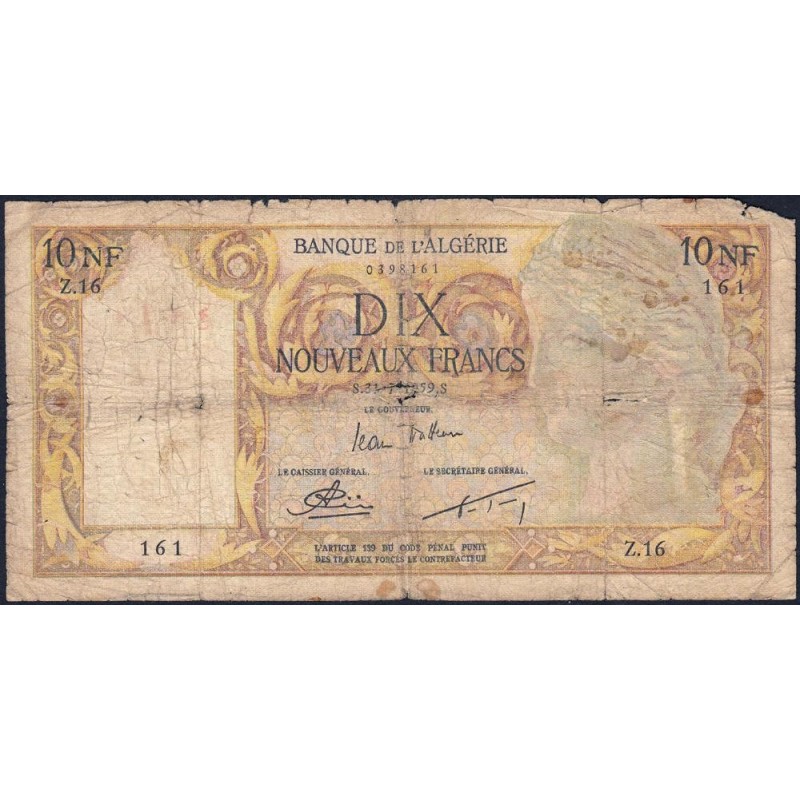 10 NF BANQUE DE L'ALGÉRIE 10 NF
Z.16 0398161 161
DIX
NOUVEAUX FRANCS
LE GOUVERNEUR.
LE CAISSIER GÉNÉRAL. LE SECRÉTAIRE GÉNÉRAL.
161 Z.16
L'ARTICLE 139 DU CODE PÉNAL PUNIT
DES TRAVAUX FORCÉS LE CONTREFACTEUR